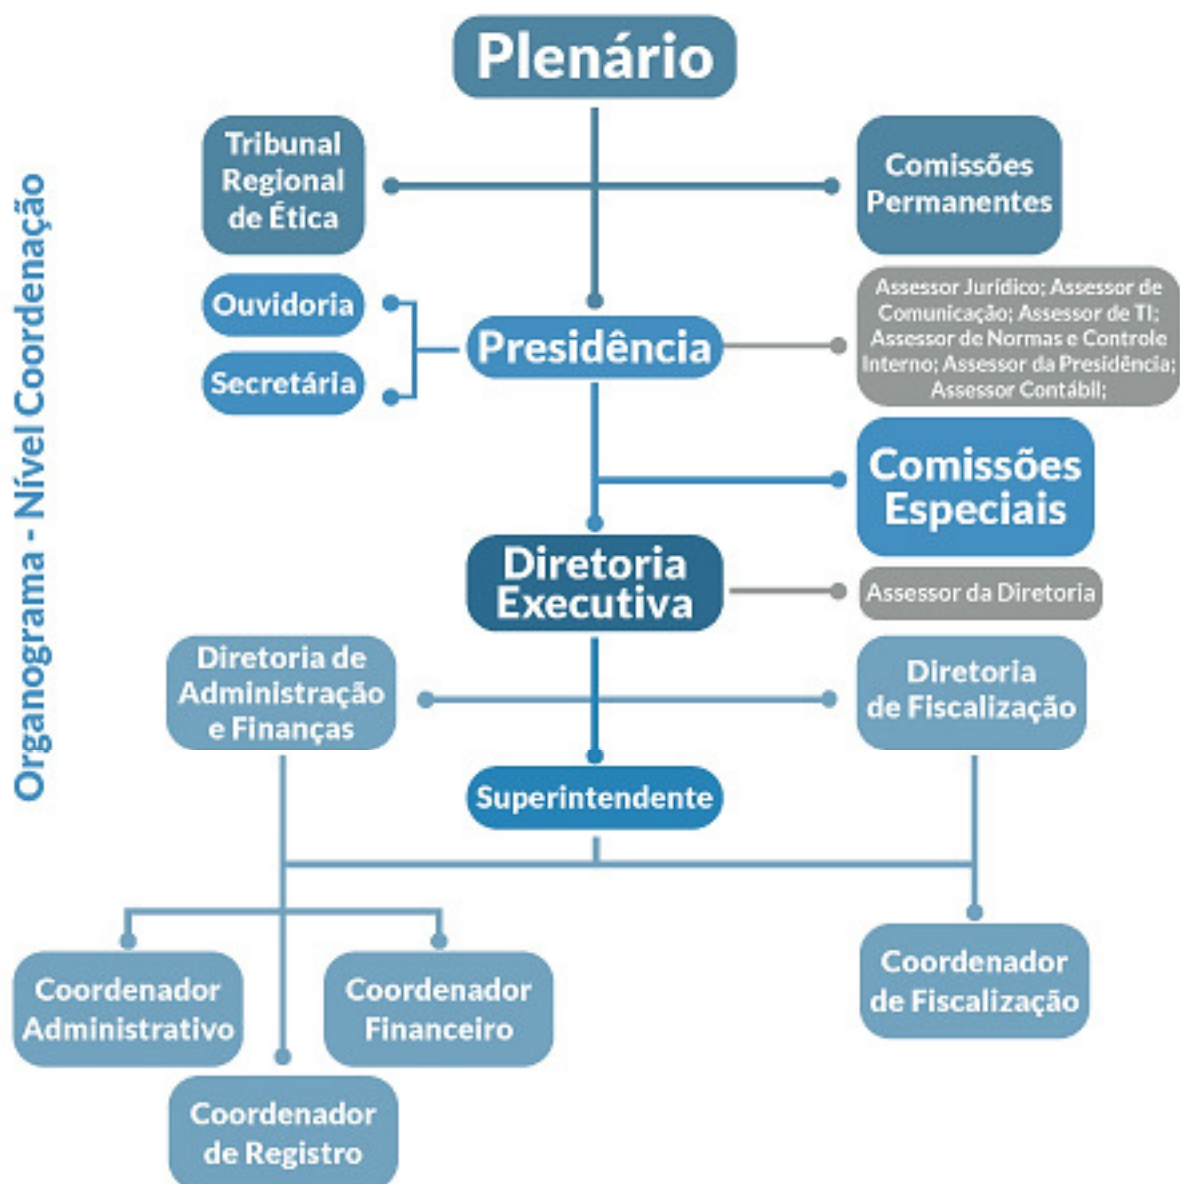 Organograma - Nível Coordenação
Plenário
Tribunal
Regional
de Ética
Comissões
Permanentes
Ouvidoria
Secretária
Presidência
Assessor Jurídico; Assessor de
Comunicação; Assessor de TI;
Assessor de Normas e Controle
Interno; Assessor da Presidência;
Assessor Contábil;
Comissões
Especiais
Diretoria
Executiva
Assessor da Diretoria
Diretoria de
Administração
e Finanças
Diretoria
de Fiscalização
Superintendente
Coordenador
Administrativo
Coordenador
Financeiro
Coordenador
de Fiscalização
Coordenador
de Registro